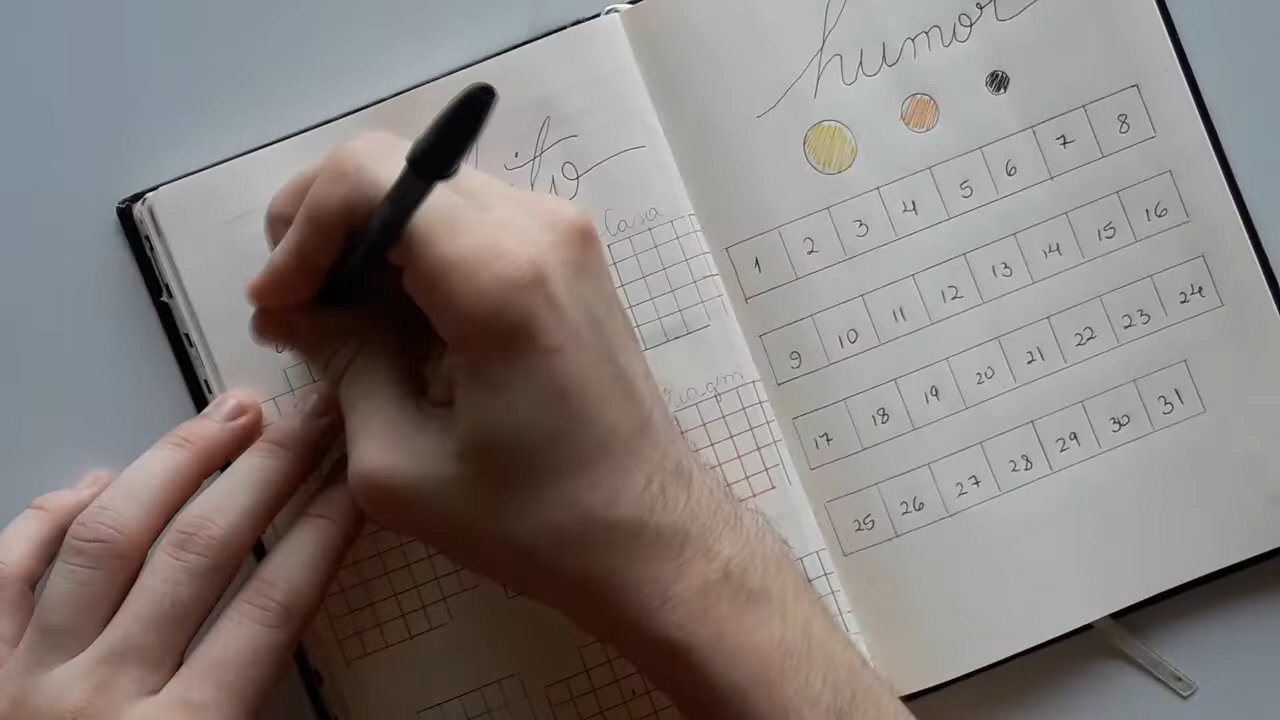 Casa
humor
1 2 3 4 5 6 7 8
9 10 11 12 13 14 15 16
17 18 19 20 21 22 23 24
25 26 27 28 29 30 31